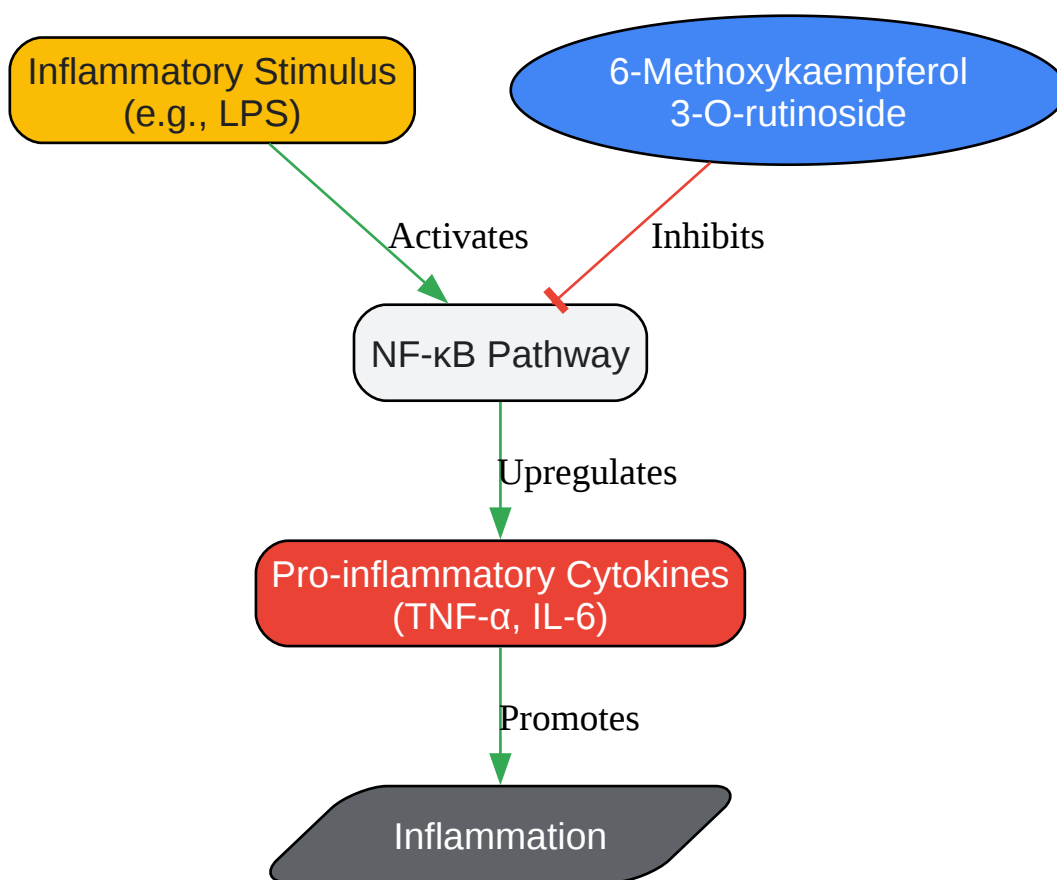 Inflammatory Stimulus
(e.g., LPS)
6-Methoxykaempferol
3-O-rutinoside
Activates
Inhibits
NF-κB Pathway
Upregulates
Pro-inflammatory Cytokines
(TNF-α, IL-6)
Promotes
Inflammation